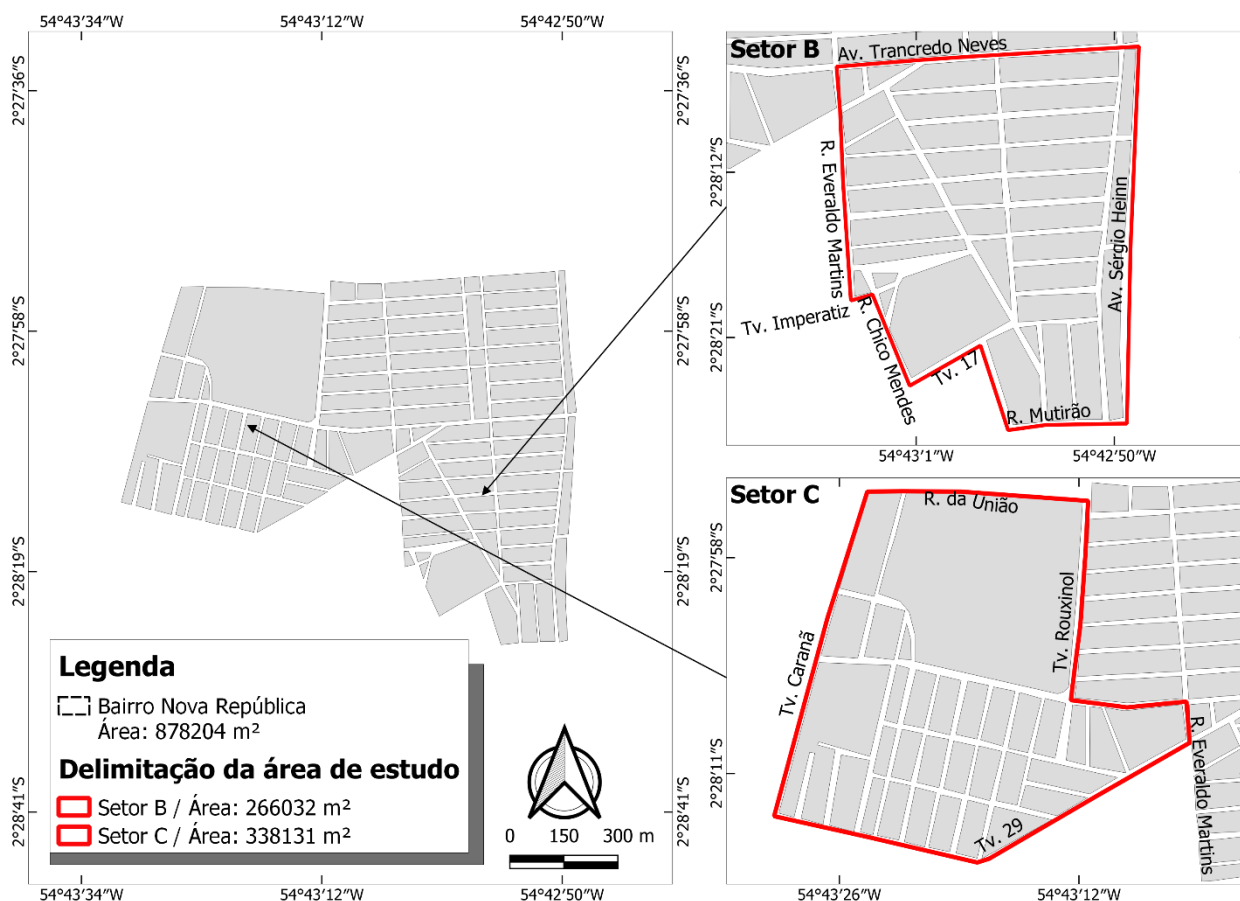 54°43'34"W 54°43'12"W 54°42'50"W
2°27'36"S
2°27'58"S
2°28'19"S
2°28'41"S
2°27'36"S
2°27'58"S
2°28'19"S
2°28'41"S
54°43'34"W 54°43'12"W 54°42'50"W
Legenda
Bairro Nova República
Área: 878204 m²
Delimitação da área de estudo
Setor B / Área: 266032 m²
Setor C / Área: 338131 m²
0 150 300 m
Setor B
Av. Trancredo Neves
2°28'12"S
2°28'21"S
R. Everaldo Martins
Av. Sérgio Heinn
Tv. Imperatiz
R. Chico Mendes
Tv. 17
R. Mutirão
54°43'1"W 54°42'50"W
Setor C
R. da União
2°27'58"S
2°28'11"S
Tv. Rouxinol
Tv. Caranã
R. Everaldo Martins
Tv. 29
54°43'26"W 54°43'12"W